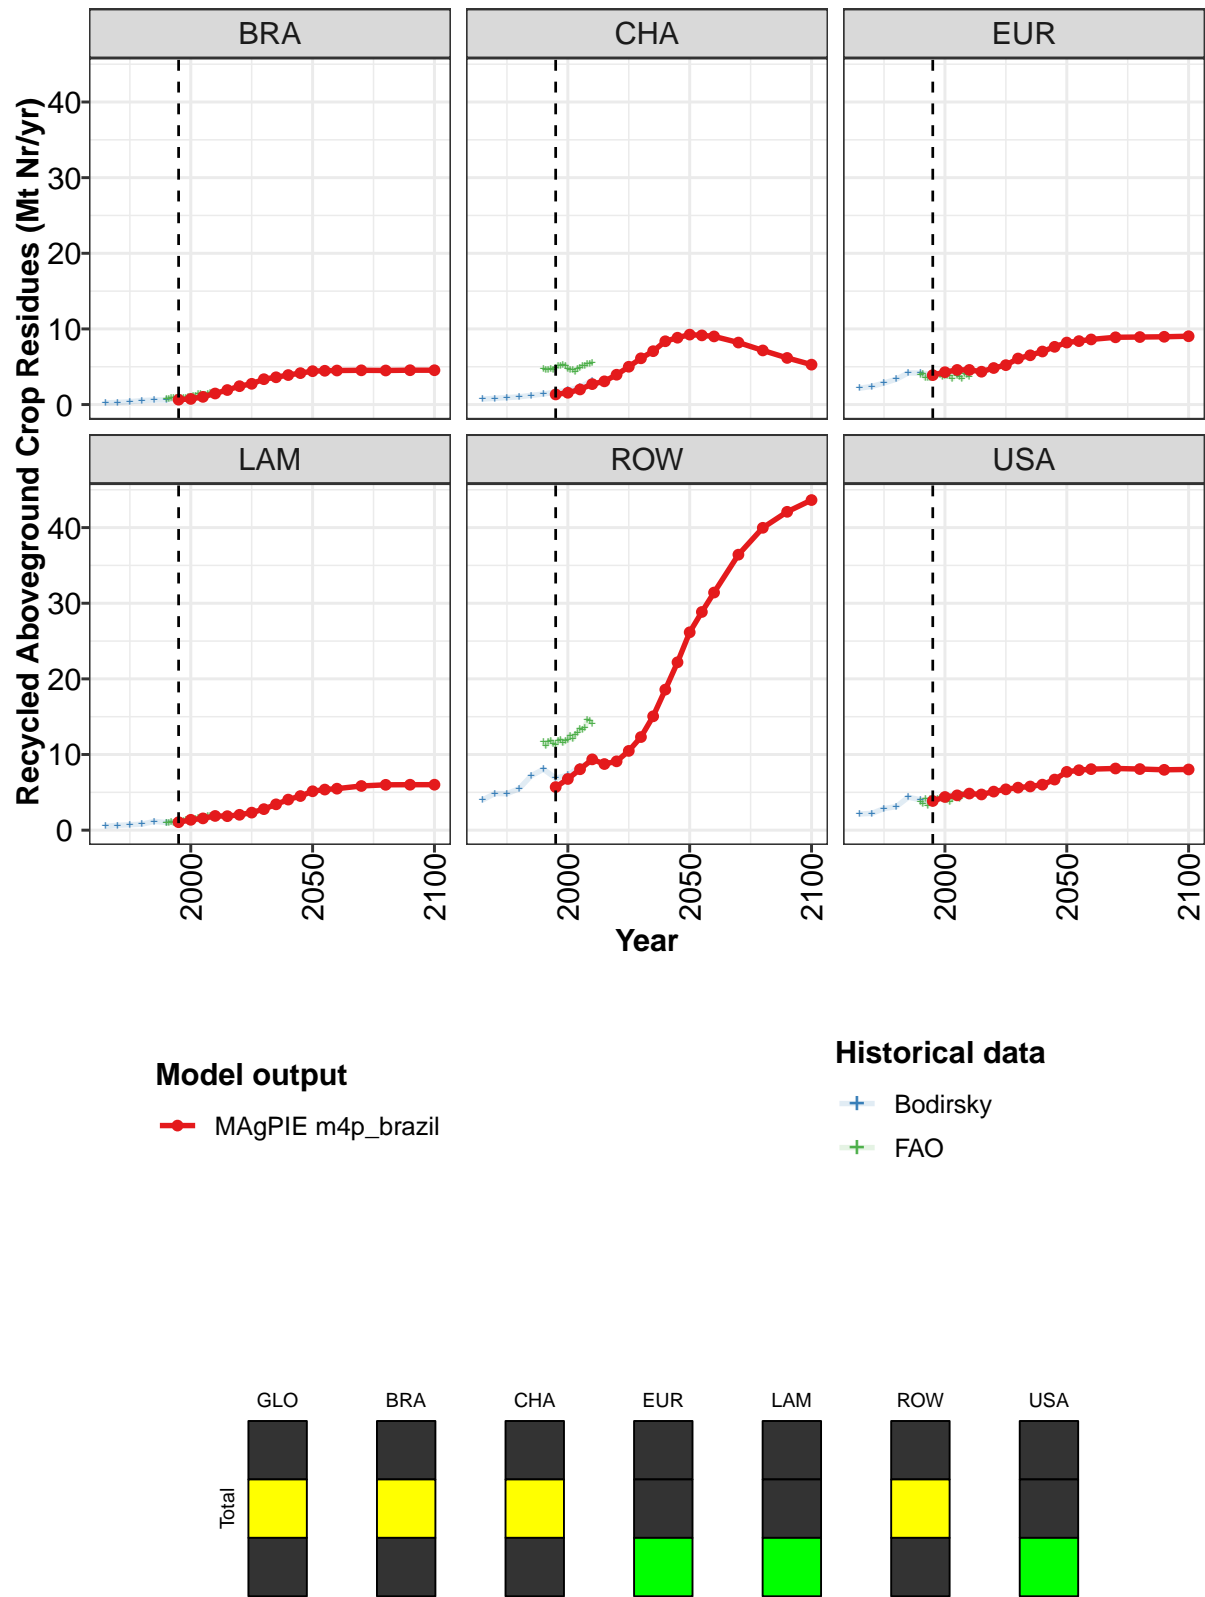 BRA
CHA
EUR
Recycled Aboveground Crop Residues (Mt Nr/yr)
40
30
20
10
0
LAM
ROW
USA
40
30
20
10
0
2000
2050
2100
2000
2050
2100
2000
2050
2100
Year
Model output
MAgPIE m4p_brazil
Historical data
Bodirsky
FAO
GLO
BRA
CHA
EUR
LAM
ROW
USA
Total